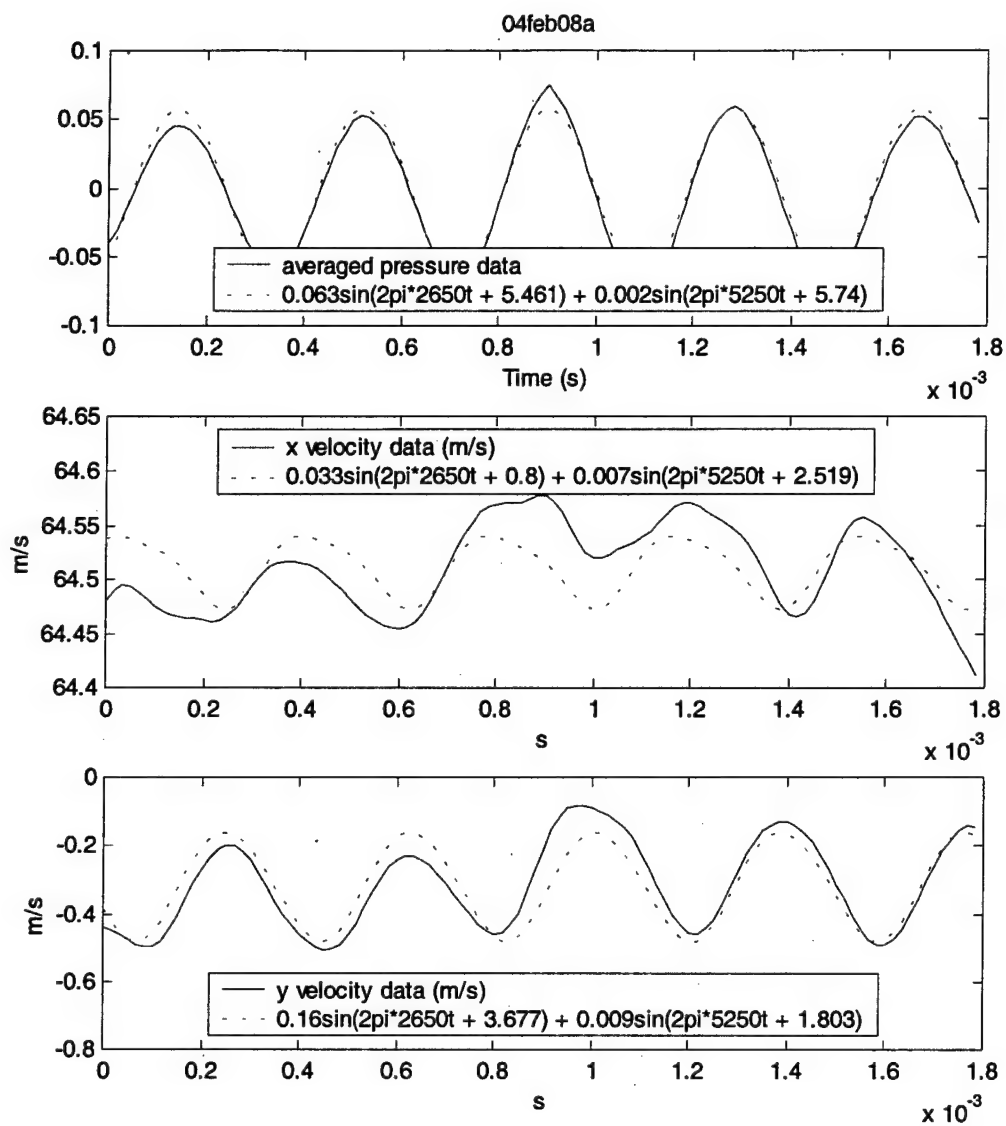 04feb08a
0.1
0.05
0
-0.05
-0.1
averaged pressure data
0.063sin(2pi*2650t + 5.461) + 0.002sin(2pi*5250t + 5.74)
0 0.2 0.4 0.6 0.8 1 1.2 1.4 1.6 1.8
Time (s)
x 10-3
64.65
64.6
64.55
64.5
64.45
64.4
m/s
x velocity data (m/s)
0.033sin(2pi*2650t + 0.8) + 0.007sin(2pi*5250t + 2.519)
0 0.2 0.4 0.6 0.8 1 1.2 1.4 1.6 1.8
s
x 10-3
0
-0.2
-0.4
-0.6
-0.8
m/s
y velocity data (m/s)
0.16sin(2pi*2650t + 3.677) + 0.009sin(2pi*5250t + 1.803)
0 0.2 0.4 0.6 0.8 1 1.2 1.4 1.6 1.8
s
x 10-3